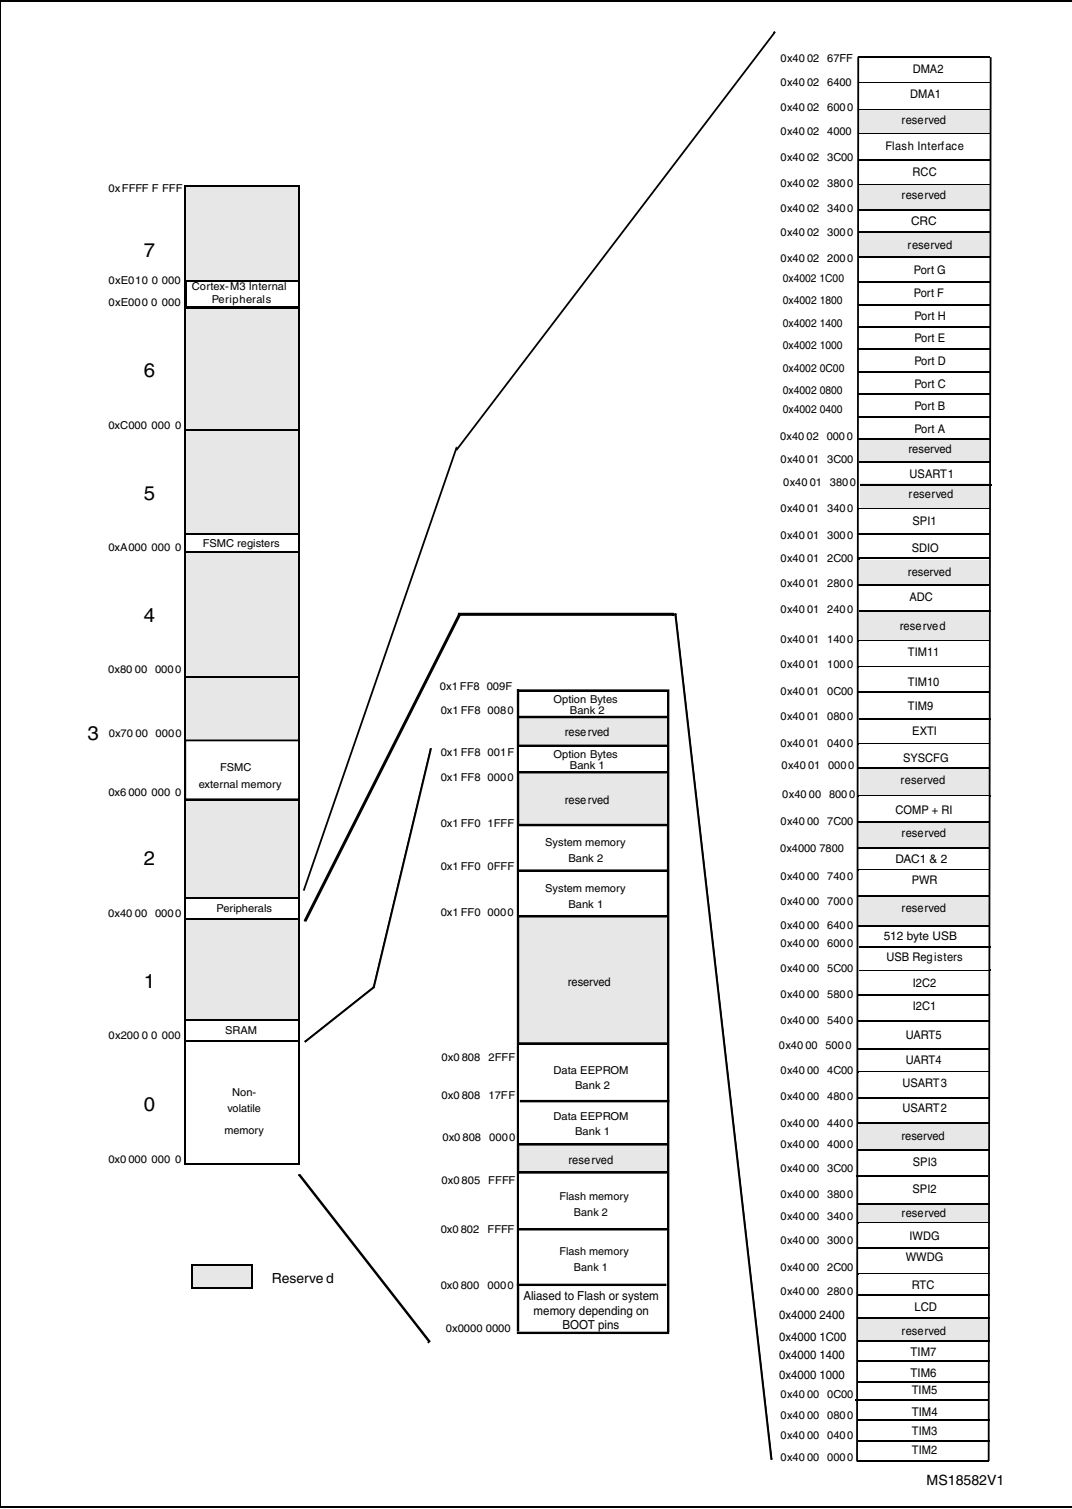 0xFFFF F FFF
7
0xE010 0 000
Cortex-M3 Internal
Peripherals
0xE000 0 000
6
0xC000 000 0
5
0xA000 000 0
FSMC registers
4
0x80 00 0000
3
0x70 00 0000
FSMC
external memory
0x6 000 000 0
2
0x40 00 0000
Peripherals
1
0x200 0 0 000
SRAM
0
Non-
volatile
memory
0x0 000 000 0
Reserve d
0x1 FF8 009F
Option Bytes
Bank 2
0x1 FF8 0080
reserved
0x1 FF8 001F
Option Bytes
Bank 1
0x1 FF8 0000
reserved
0x1 FF0 1FFF
System memory
Bank 2
0x1 FF0 0FFF
System memory
Bank 1
0x1 FF0 0000
reserved
0x0 808 2FFF
Data EEPROM
Bank 2
0x0 808 17FF
Data EEPROM
Bank 1
0x0 808 0000
reserved
0x0 805 FFFF
Flash memory
Bank 2
0x0 802 FFFF
Flash memory
Bank 1
0x0 800 0000
Aliased to Flash or system
memory depending on
BOOT pins
0x0000 0000
0x40 02 67FF
DMA2
0x40 02 6400
DMA1
0x40 02 6000
reserved
0x40 02 4000
Flash Interface
0x40 02 3C00
RCC
0x40 02 3800
reserved
0x40 02 3400
CRC
0x40 02 3000
reserved
0x40 02 2000
Port G
0x4002 1C00
Port F
0x4002 1800
Port H
0x4002 1400
Port E
0x4002 1000
Port D
0x4002 0C00
Port C
0x4002 0800
Port B
0x4002 0400
Port A
0x40 02 0000
reserved
0x40 01 3C00
USART1
0x40 01 3800
reserved
0x40 01 3400
SPI1
0x40 01 3000
SDIO
0x40 01 2C00
reserved
0x40 01 2800
ADC
0x40 01 2400
reserved
0x40 01 1400
TIM11
0x40 01 1000
TIM10
0x40 01 0C00
TIM9
0x40 01 0800
EXTI
0x40 01 0400
SYSCFG
0x40 01 0000
reserved
0x40 00 8000
COMP + RI
0x40 00 7C00
reserved
0x4000 7800
DAC1 & 2
0x40 00 7400
PWR
0x40 00 7000
reserved
0x40 00 6400
512 byte USB
0x40 00 6000
USB Registers
0x40 00 5C00
I2C2
0x40 00 5800
I2C1
0x40 00 5400
UART5
0x40 00 5000
UART4
0x40 00 4C00
USART3
0x40 00 4800
USART2
0x40 00 4400
reserved
0x40 00 4000
SPI3
0x40 00 3C00
SPI2
0x40 00 3800
reserved
0x40 00 3400
IWDG
0x40 00 3000
WWDG
0x40 00 2C00
RTC
0x40 00 2800
LCD
0x4000 2400
reserved
0x4000 1C00
TIM7
0x4000 1400
TIM6
0x4000 1000
TIM5
0x40 00 0C00
TIM4
0x40 00 0800
TIM3
0x40 00 0400
TIM2
0x40 00 0000
MS18582V1